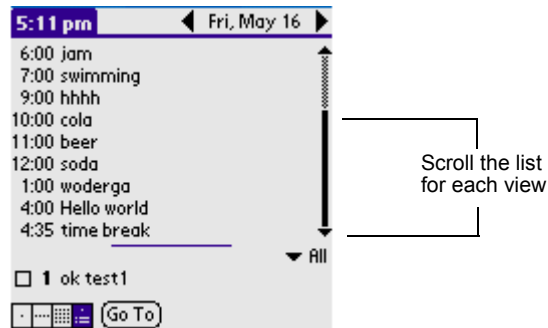 5:11 pm Fri, May 16
6:00 jam
7:00 swimming
9:00 hhhh
10:00 cola
11:00 beer
12:00 soda
1:00 woderga
4:00 Hello world
4:35 time break
Scroll the list
for each view
All
1 ok test1
Go To